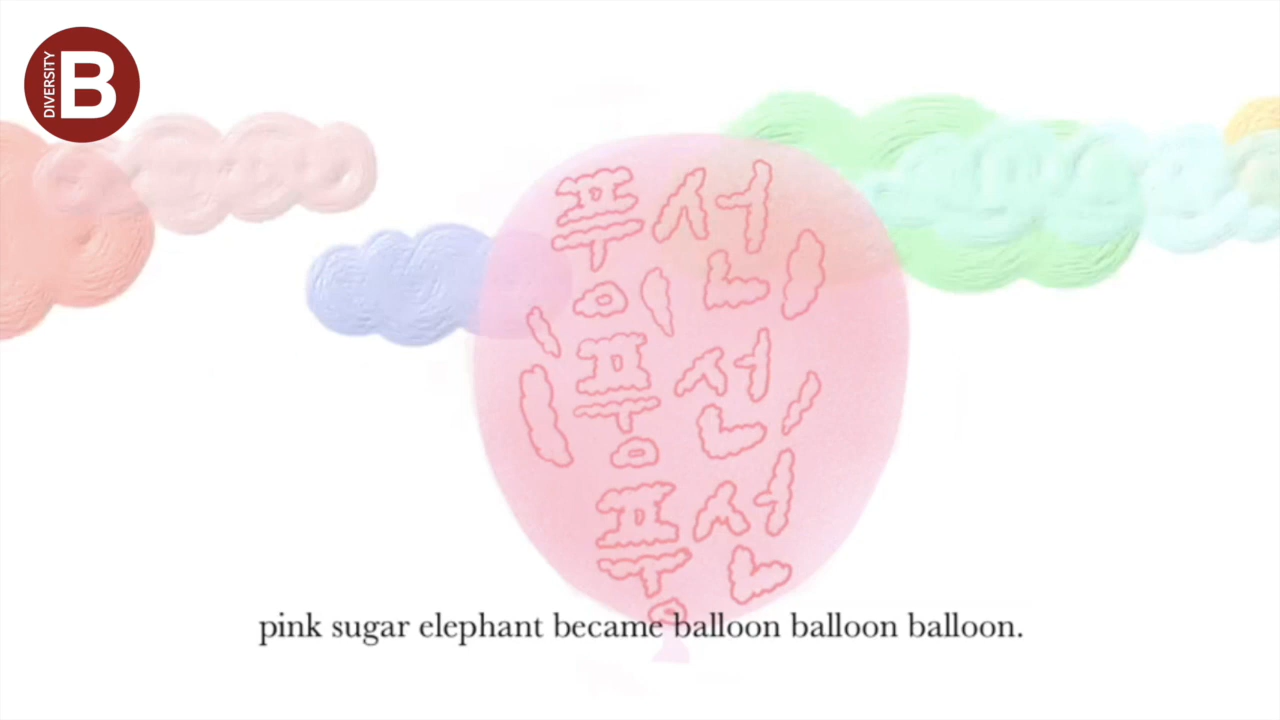 DIVERSITY
B
풍선
풍선
풍선
pink sugar elephant became balloon balloon balloon.